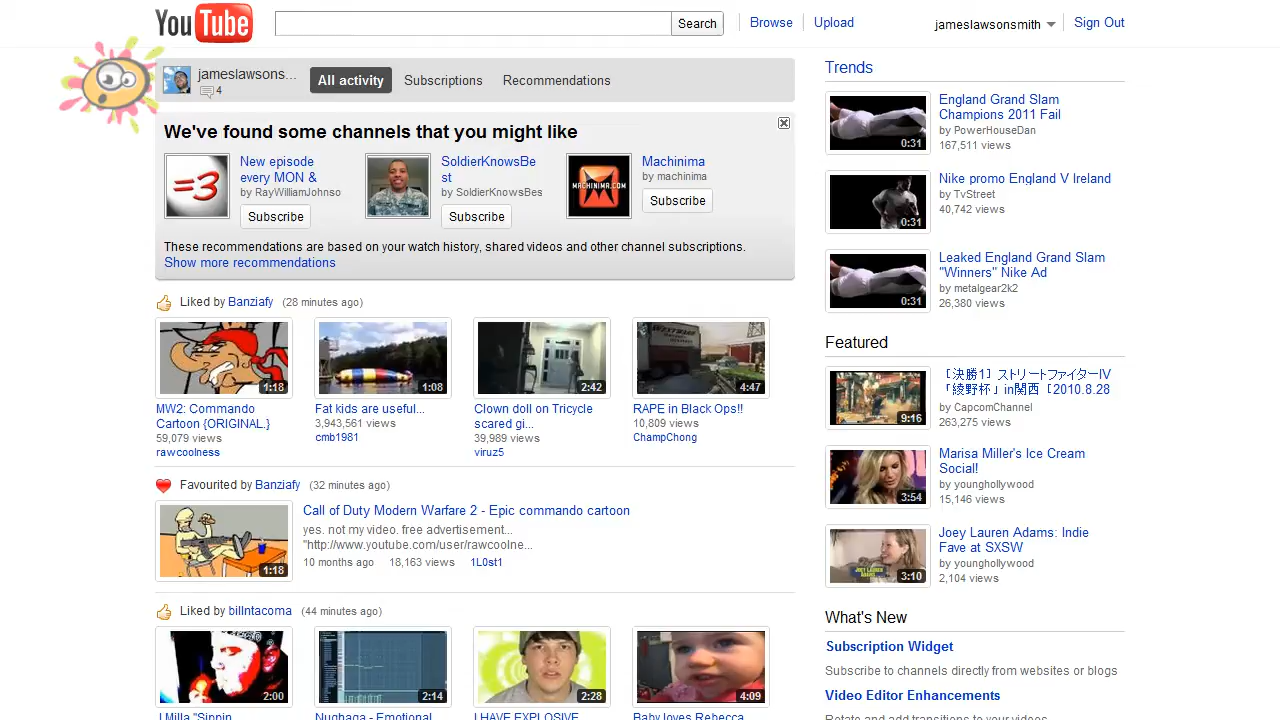 YouTube
Search
Browse
Upload
jameslawsonsmith
Sign Out
jameslawsons...
4
All activity
Subscriptions
Recommendations
We've found some channels that you might like
=3
New episode
every MON &
by RayWilliamJohnso
Subscribe
SoldierKnowsBe
st
by SoldierKnowsBes
Subscribe
MACHINIMA.COM
Machinima
by machinima
Subscribe
These recommendations are based on your watch history, shared videos and other channel subscriptions.
Show more recommendations
Liked by Banziafy (28 minutes ago)
1:18
MW2: Commando
Cartoon {ORIGINAL.}
59,079 views
rawcoolness
1:08
Fat kids are useful...
3,943,561 views
cmb1981
2:42
Clown doll on Tricycle
scared gi...
39,989 views
viruz5
4:47
RAPE in Black Ops!!
10,809 views
ChampChong
Favourited by Banziafy (32 minutes ago)
1:18
Call of Duty Modern Warfare 2 - Epic commando cartoon
yes. not my video. free advertisement...
"http://www.youtube.com/user/rawcoolne...
10 months ago 18,163 views 1L0st1
Liked by billntacoma (44 minutes ago)
2:00
2:14
2:28
4:09
J.Milla "Sippin
Nughaga - Emotional
I HAVE EXPLOSIVE
Baby loves Rebecca
Trends
0:31
England Grand Slam
Champions 2011 Fail
by PowerHouseDan
167,511 views
0:31
Nike promo England V Ireland
by TvStreet
40,742 views
0:31
Leaked England Grand Slam
"Winners" Nike Ad
by metalgear2k2
26,380 views
Featured
9:16
［決勝1］ストリートファイターIV
「綾野杯」in関西［2010.8.28
by CapcomChannel
263,275 views
3:54
Marisa Miller's Ice Cream
Social!
by younghollywood
15,146 views
3:10
Joey Lauren Adams: Indie
Fave at SXSW
by younghollywood
2,104 views
What's New
Subscription Widget
Subscribe to channels directly from websites or blogs
Video Editor Enhancements
Rotate and add transitions to your videos